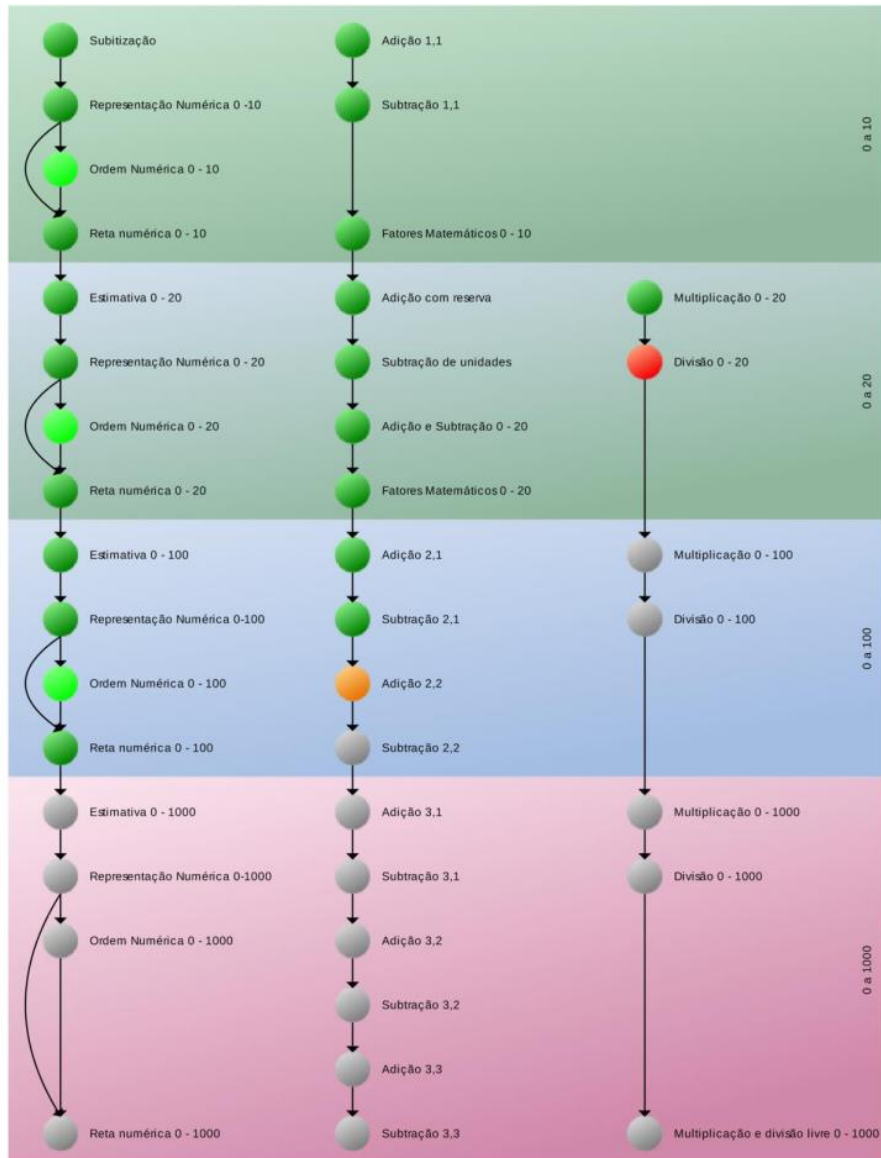 Subitização
Adição 1,1
Representação Numérica 0 -10
Subtração 1,1
Ordem Numérica 0 - 10
Reta numérica 0 - 10
Fatores Matemáticos 0 - 10
0 a 10
Estimativa 0 - 20
Adição com reserva
Multiplicação 0 - 20
Representação Numérica 0 - 20
Subtração de unidades
Divisão 0 - 20
Ordem Numérica 0 - 20
Adição e Subtração 0 - 20
Reta numérica 0 - 20
Fatores Matemáticos 0 - 20
0 a 20
Estimativa 0 - 100
Adição 2,1
Multiplicação 0 - 100
Representação Numérica 0-100
Subtração 2,1
Divisão 0 - 100
Ordem Numérica 0 - 100
Adição 2,2
Reta numérica 0 - 100
Subtração 2,2
0 a 100
Estimativa 0 - 1000
Adição 3,1
Multiplicação 0 - 1000
Representação Numérica 0-1000
Subtração 3,1
Divisão 0 - 1000
Ordem Numérica 0 - 1000
Adição 3,2
Subtração 3,2
Adição 3,3
Reta numérica 0 - 1000
Subtração 3,3
Multiplicação e divisão livre 0 - 1000
0 a 1000